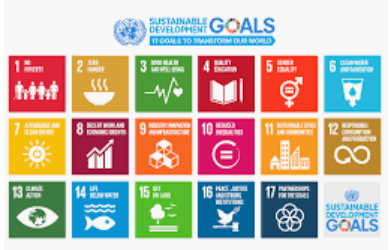 SUSTAINABLE
DEVELOPMENT
GOALS
17 GOALS TO TRANSFORM OUR WORLD
1 NO
POVERTY
2 ZERO
HUNGER
3 GOOD HEALTH
AND WELL-BEING
4 QUALITY
EDUCATION
5 GENDER
EQUALITY
6 CLEAN WATER
AND SANITATION
7 AFFORDABLE AND
CLEAN ENERGY
8 DECENT WORK AND
ECONOMIC GROWTH
9 INDUSTRY INNOVATION
AND INFRASTRUCTURE
10 REDUCED
INEQUALITIES
11 SUSTAINABLE CITIES
AND COMMUNITIES
12 RESPONSIBLE
CONSUMPTION
AND PRODUCTION
13 CLIMATE
ACTION
14 LIFE
BELOW WATER
15 LIFE
ON LAND
16 PEACE, JUSTICE
AND STRONG
INSTITUTIONS
17 PARTNERSHIPS
FOR THE GOALS
SUSTAINABLE
DEVELOPMENT
GOALS